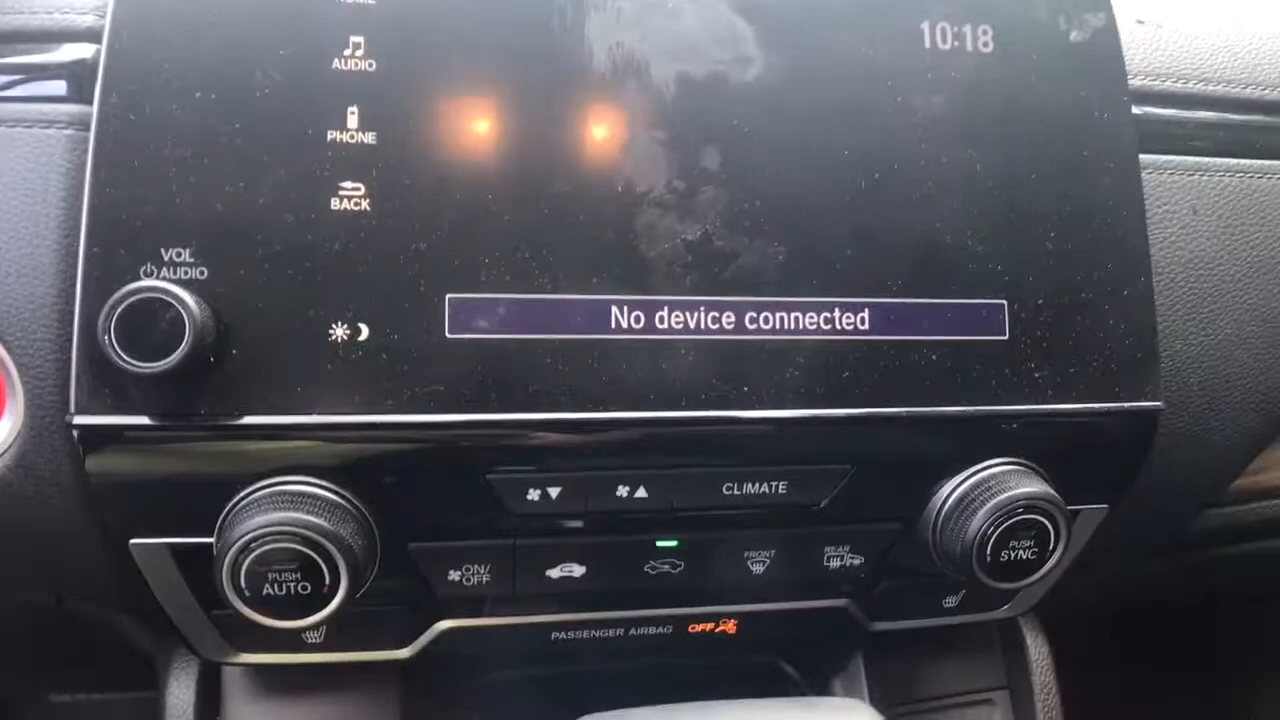 HOME
10:18
AUDIO
PHONE
BACK
VOL
AUDIO
No device connected
CLIMATE
PUSH
AUTO
ON/
OFF
FRONT
REAR
PUSH
SYNC
PASSENGER AIRBAG OFF